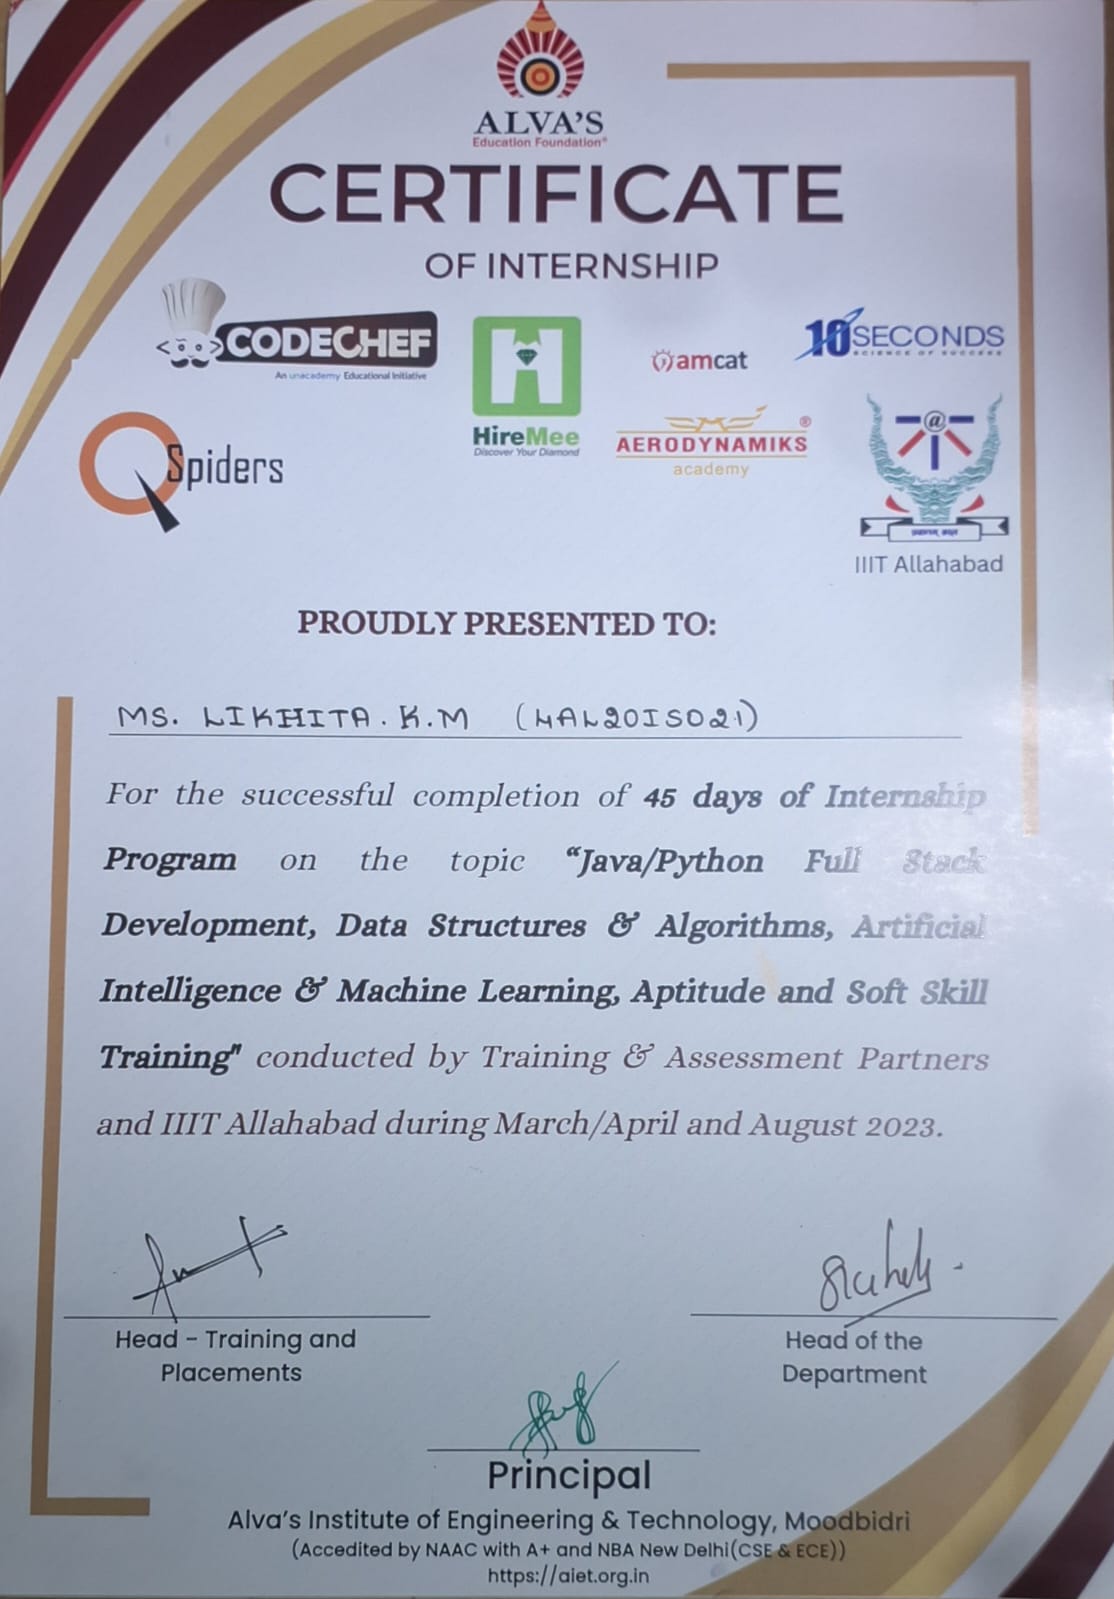 ALVA'S
Education Foundation®
CERTIFICATE
OF INTERNSHIP
CODECHEF
An unacademy Educational Initiative
HireMee
Discover Your Diamond
amcat
10SECONDS
SCIENCE OF SUCCESS
QSpiders
AERODYNAMIKS®
academy
IIIT Allahabad
PROUDLY PRESENTED TO:
MS. LIKHITA. K.M (4AL20IS021)
For the successful completion of 45 days of Internship
Program on the topic “Java/Python Full Stack
Development, Data Structures & Algorithms, Artificial
Intelligence & Machine Learning, Aptitude and Soft Skill
Training" conducted by Training & Assessment Partners
and IIIT Allahabad during March/April and August 2023.
Head - Training and
Placements
Head of the
Department
Principal
Alva's Institute of Engineering & Technology, Moodbidri
(Accedited by NAAC with A+ and NBA New Delhi(CSE & ECE))
https://aiet.org.in